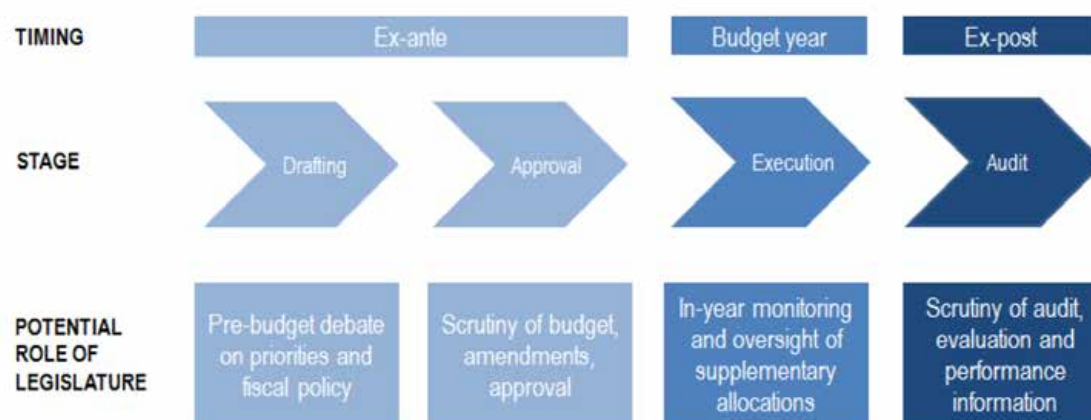 TIMING
Ex-ante
Budget year
Ex-post
STAGE
Drafting
Approval
Execution
Audit
POTENTIAL
ROLE OF
LEGISLATURE
Pre-budget debate
on priorities and
fiscal policy
Scrutiny of budget,
amendments,
approval
In-year monitoring
and oversight of
supplementary
allocations
Scrutiny of audit,
evaluation and
performance
information